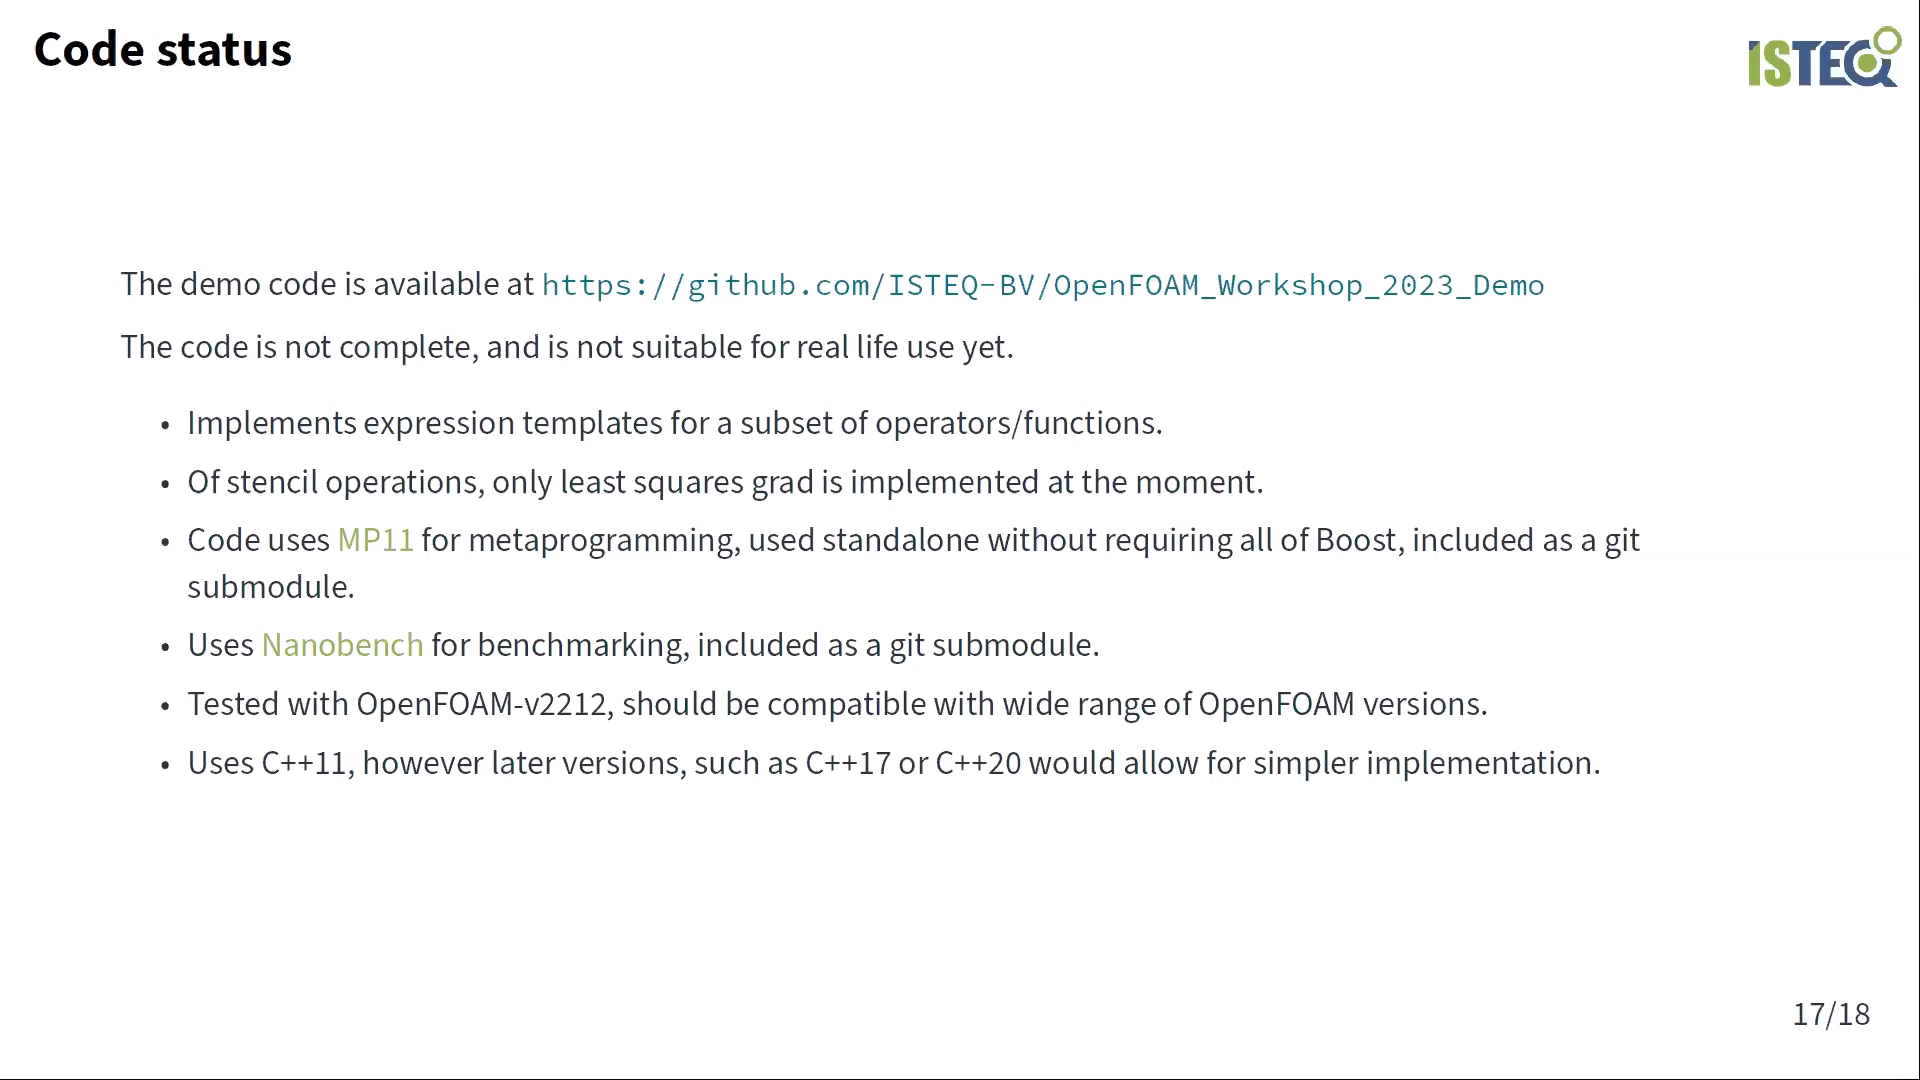 Code status
ISTEQ
The demo code is available at https://github.com/ISTEQ-BV/OpenFOAM_Workshop_2023_Demo
The code is not complete, and is not suitable for real life use yet.
• Implements expression templates for a subset of operators/functions.
• Of stencil operations, only least squares grad is implemented at the moment.
• Code uses MP11 for metaprogramming, used standalone without requiring all of Boost, included as a git
submodule.
• Uses Nanobench for benchmarking, included as a git submodule.
• Tested with OpenFOAM-v2212, should be compatible with wide range of OpenFOAM versions.
• Uses C++11, however later versions, such as C++17 or C++20 would allow for simpler implementation.
17/18